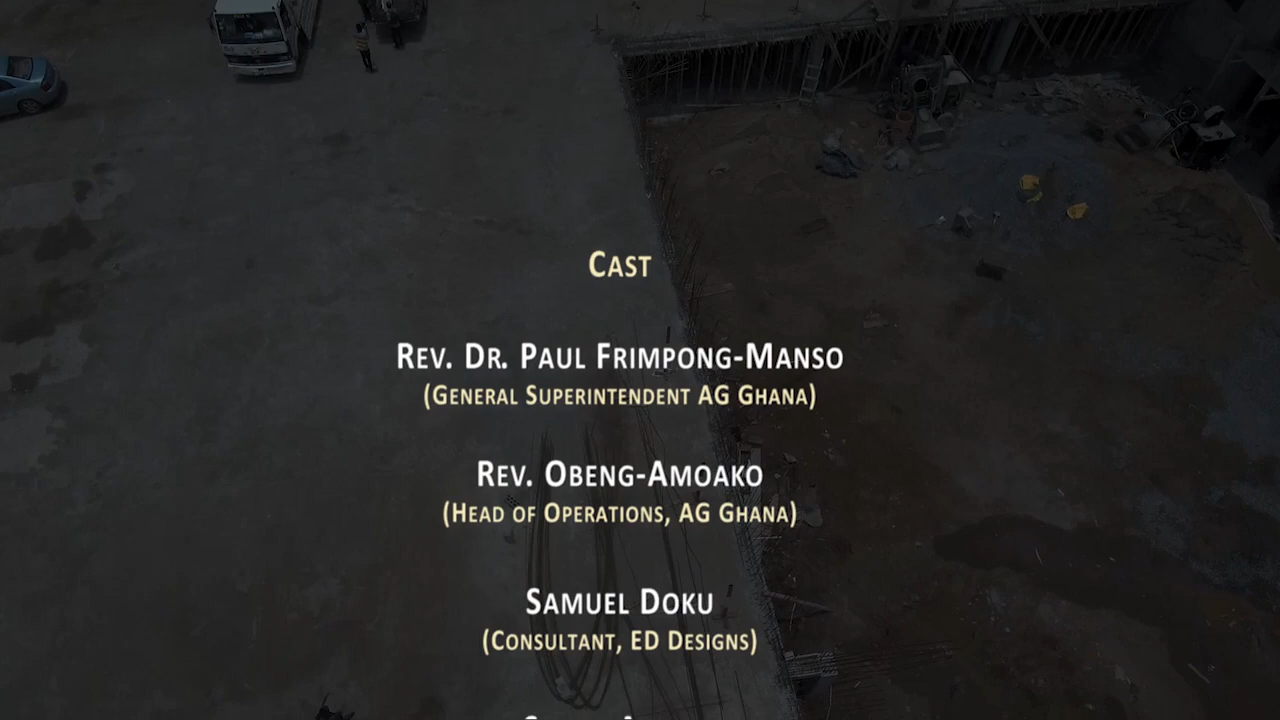 Cast
Rev. Dr. Paul Frimpong-Manso
(General Superintendent AG Ghana)
Rev. Obeng-Amoako
(Head of Operations, AG Ghana)
Samuel Doku
(Consultant, ED Designs)